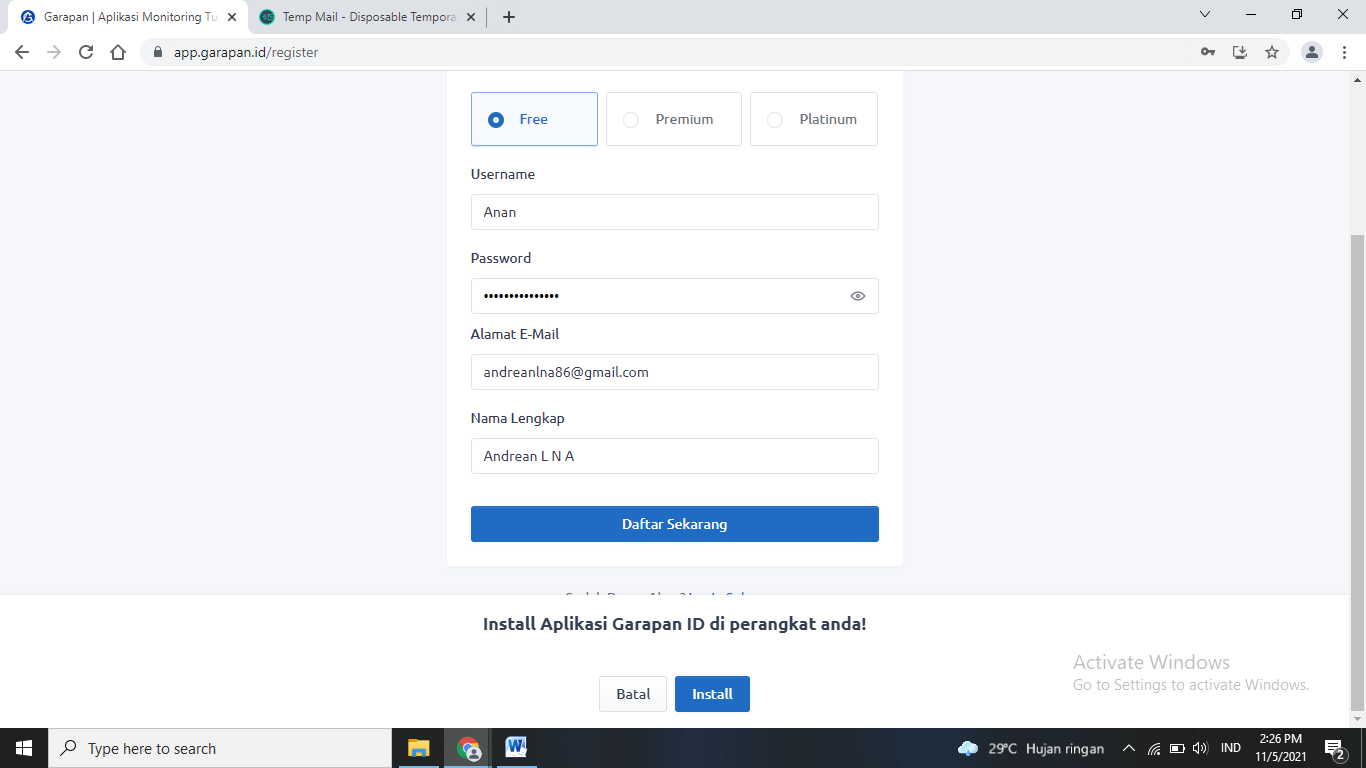 Garapan | Aplikasi Monitoring Tu
Temp Mail - Disposable Tempora
app.garapan.id/register
Free
Premium
Platinum
Username
Anan
Password
•••••••••••••••
Alamat E-Mail
andreanlna86@gmail.com
Nama Lengkap
Andrean L N A
Daftar Sekarang
Install Aplikasi Garapan ID di perangkat anda!
Batal
Install
Activate Windows
Go to Settings to activate Windows.
Type here to search
29°C Hujan ringan
IND
2:26 PM
11/5/2021
2